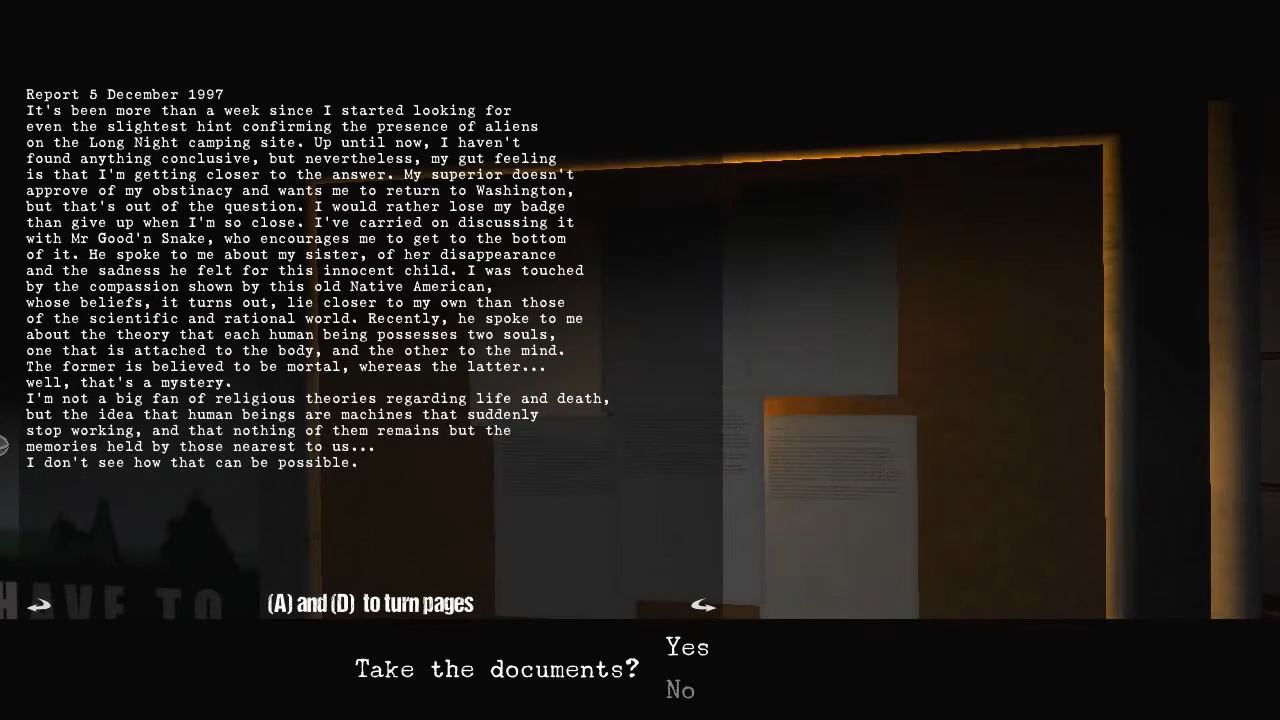 Report 5 December 1997
It's been more than a week since I started looking for
even the slightest hint confirming the presence of aliens
on the Long Night camping site. Up until now, I haven't
found anything conclusive, but nevertheless, my gut feeling
is that I'm getting closer to the answer. My superior doesn't
approve of my obstinacy and wants me to return to Washington,
but that's out of the question. I would rather lose my badge
than give up when I'm so close. I've carried on discussing it
with Mr Good'n Snake, who encourages me to get to the bottom
of it. He spoke to me about my sister, of her disappearance
and the sadness he felt for this innocent child. I was touched
by the compassion shown by this old Native American,
whose beliefs, it turns out, lie closer to my own than those
of the scientific and rational world. Recently, he spoke to me
about the theory that each human being possesses two souls,
one that is attached to the body, and the other to the mind.
The former is believed to be mortal, whereas the latter...
well, that's a mystery.
I'm not a big fan of religious theories regarding life and death,
but the idea that human beings are machines that suddenly
stop working, and that nothing of them remains but the
memories held by those nearest to us...
I don't see how that can be possible.
HAVE TO
(A) and (D) to turn pages
Take the documents?
Yes
No